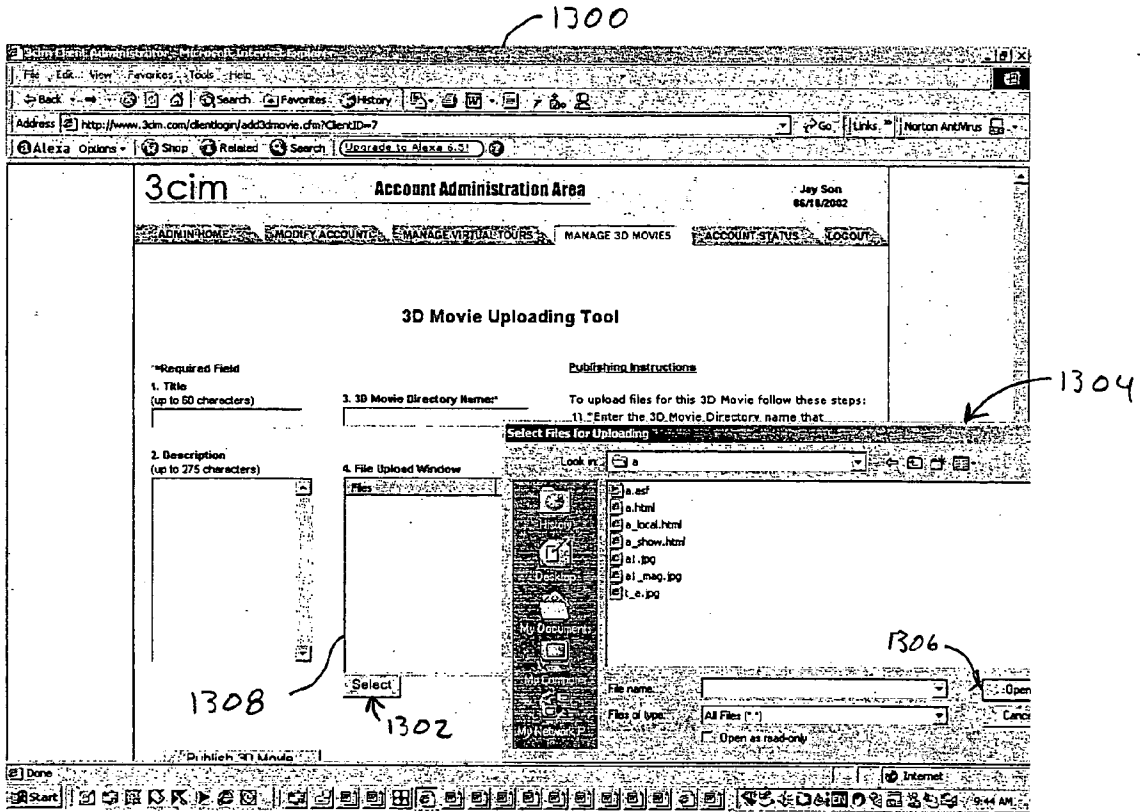 1300
3cim Client Administrator - Microsoft Internet Explorer
File Edit View Favorites Tools Help
Back Search Favorites History
Address http://www.3cim.com/clientlogin/add3dmovie.cfm?ClientID=7 Go Links » Norton AntiVirus
Alexa Options Shop Related Search Upgrade to Alexa 6.5!
3cim Account Administration Area Jay Son
06/18/2002
ADMIN HOME MODIFY ACCOUNT MANAGE VIRTUAL TOURS MANAGE 3D MOVIES ACCOUNT STATUS LOGOUT
3D Movie Uploading Tool
*=Required Field Publishing Instructions
1. Title
(up to 60 characters) 3. 3D Movie Directory Name:* To upload files for this 3D Movie follow these steps:
1) *Enter the 3D Movie Directory name that
1304
Select Files for Uploading
2. Description
(up to 275 characters) 4. File Upload Window Look in: a
Files
a.asf
a.html
a_local.html
a_show.html
a1.jpg
a1_mag.jpg
t_a.jpg
History
Desktop
My Documents
My Computer
My Network P
1306
1308 Select 1302
File name: Open
Files of type: All Files (*.*) Cance
Open as read-only
Publish 3D Movie
Done Internet
Start 9:44 AM